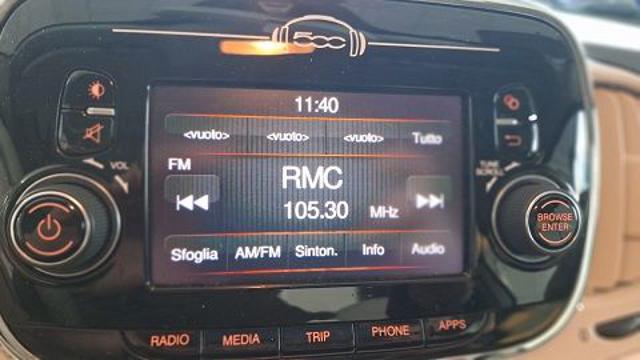 500
11:40
<vuoto> <vuoto> <vuoto> Tutto
FM
RMC
105.30 MHz
Sfoglia AM/FM Sinton. Info Audio
VOL
TUNE
SCROLL
BROWSE
ENTER
RADIO MEDIA TRIP PHONE APPS